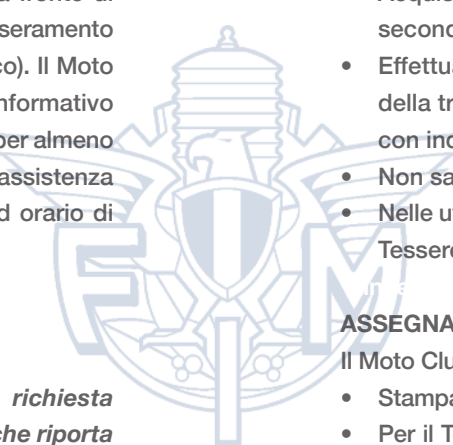 a fronte di
seramento
co). Il Moto
nformativo
per almeno
assistenza
d orario di
richiesta
che riporta
second
• Effettua
della tr
con ind
• Non sa
• Nelle u
Tessere
ASSEGNA
Il Moto Clu
• Stampa
• Per il T
F M